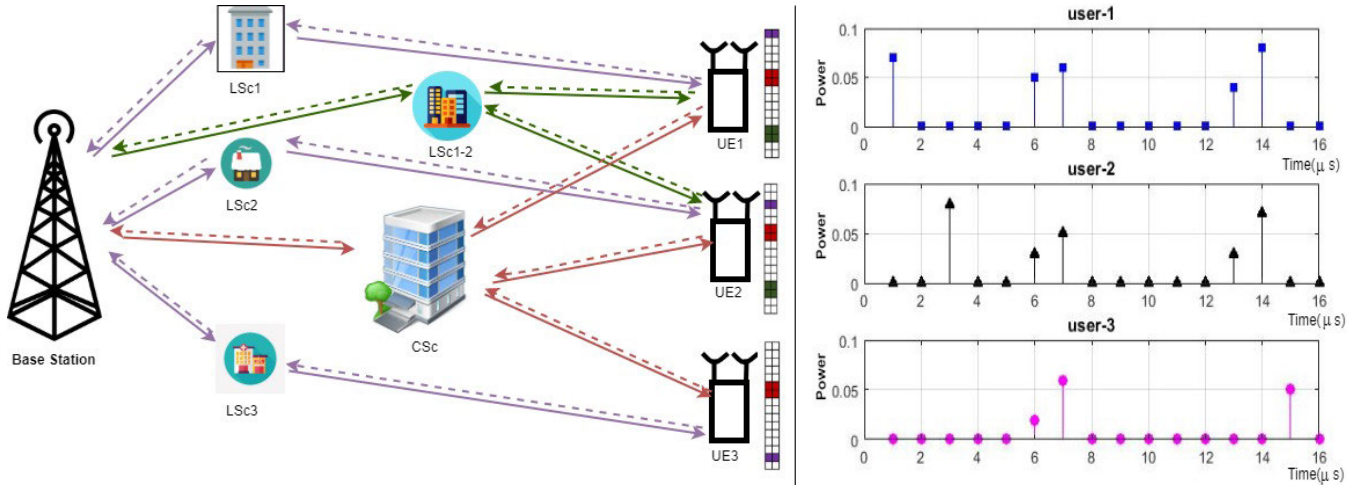 LSc1
LSc1-2
LSc2
CSc
LSc3
Base Station
UE1
UE2
UE3
user-1
Power
0.1
0.05
0
0 2 4 6 8 10 12 14 16
Time(μ s)
user-2
Power
0.1
0.05
0
0 2 4 6 8 10 12 14 16
Time(μ s)
user-3
Power
0.1
0.05
0
0 2 4 6 8 10 12 14 16
Time(μ s)